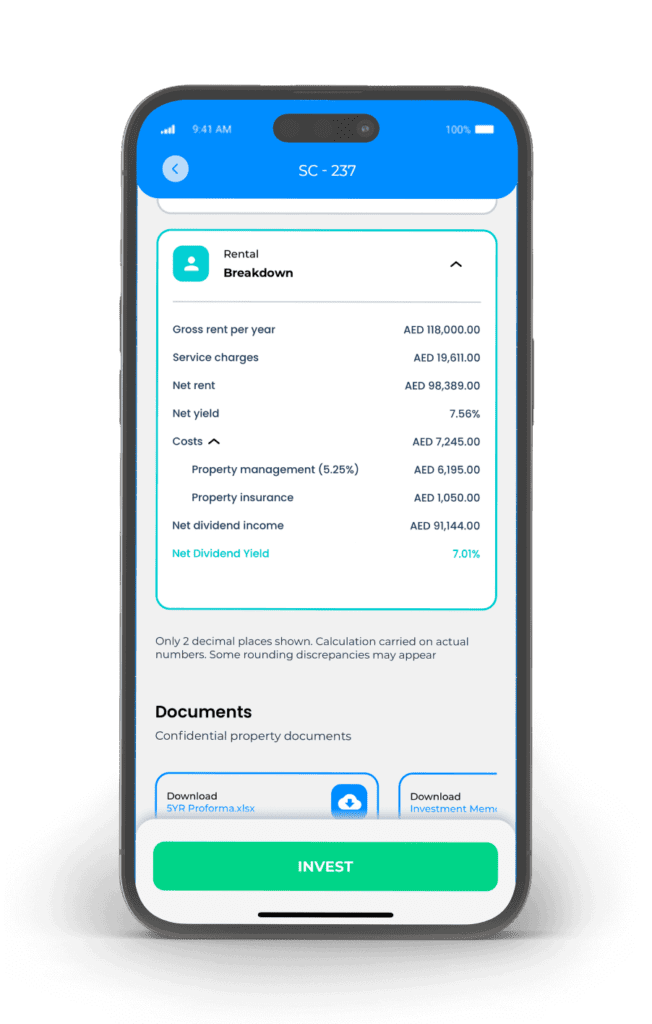 9:41 AM
100%
SC - 237
Rental
Breakdown
Gross rent per year AED 118,000.00
Service charges AED 19,611.00
Net rent AED 98,389.00
Net yield 7.56%
Costs AED 7,245.00
Property management (5.25%) AED 6,195.00
Property insurance AED 1,050.00
Net dividend income AED 91,144.00
Net Dividend Yield 7.01%
Only 2 decimal places shown. Calculation carried on actual
numbers. Some rounding discrepancies may appear
Documents
Confidential property documents
Download
5YR Proforma.xlsx
Download
Investment Memo
INVEST